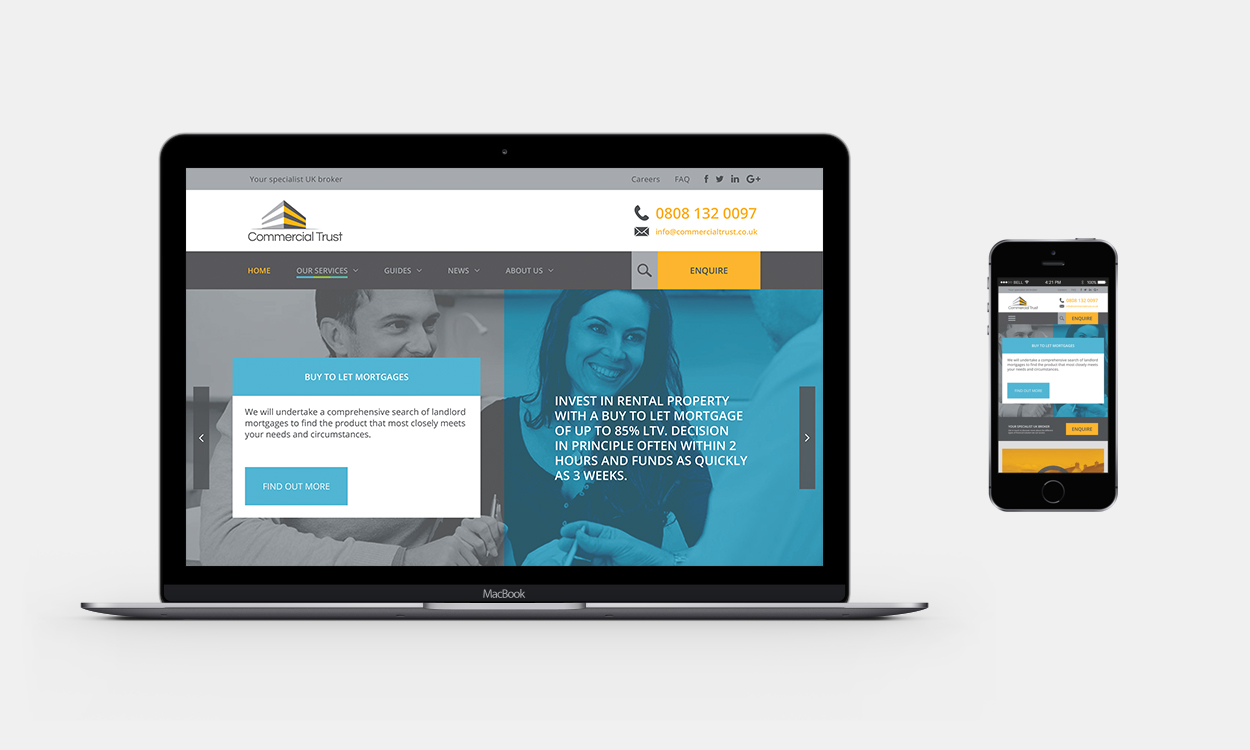 Your specialist UK broker
Careers FAQ
Commercial Trust
0808 132 0097
info@commercialtrust.co.uk
HOME OUR SERVICES GUIDES NEWS ABOUT US ENQUIRE
BUY TO LET MORTGAGES
We will undertake a comprehensive search of landlord
mortgages to find the product that most closely meets
your needs and circumstances.
FIND OUT MORE
INVEST IN RENTAL PROPERTY
WITH A BUY TO LET MORTGAGE
OF UP TO 85% LTV. DECISION
IN PRINCIPLE OFTEN WITHIN 2
HOURS AND FUNDS AS QUICKLY
AS 3 WEEKS.
MacBook
BELL 4:21 PM 100%
Commercial Trust
0808 132 0097
ENQUIRE
BUY TO LET MORTGAGES
We will undertake a comprehensive search of landlord
mortgages to find the product that most closely meets
your needs and circumstances.
FIND OUT MORE
YOUR SPECIALIST UK BROKER
ENQUIRE